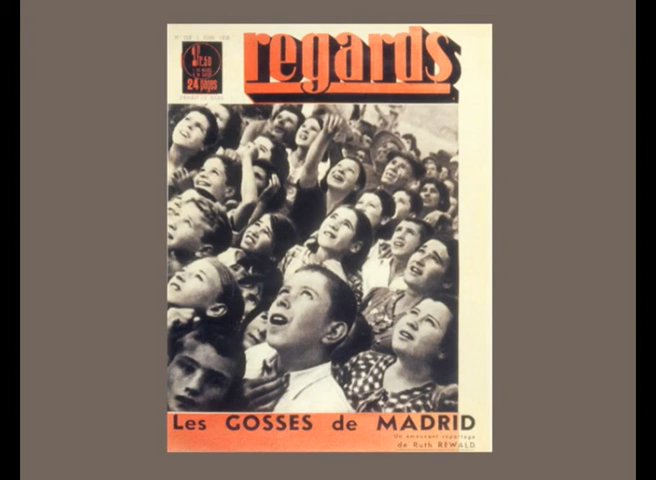 regards
24 pages
Les GOSSES de MADRID
Un émouvant reportage
de Ruth REWALD